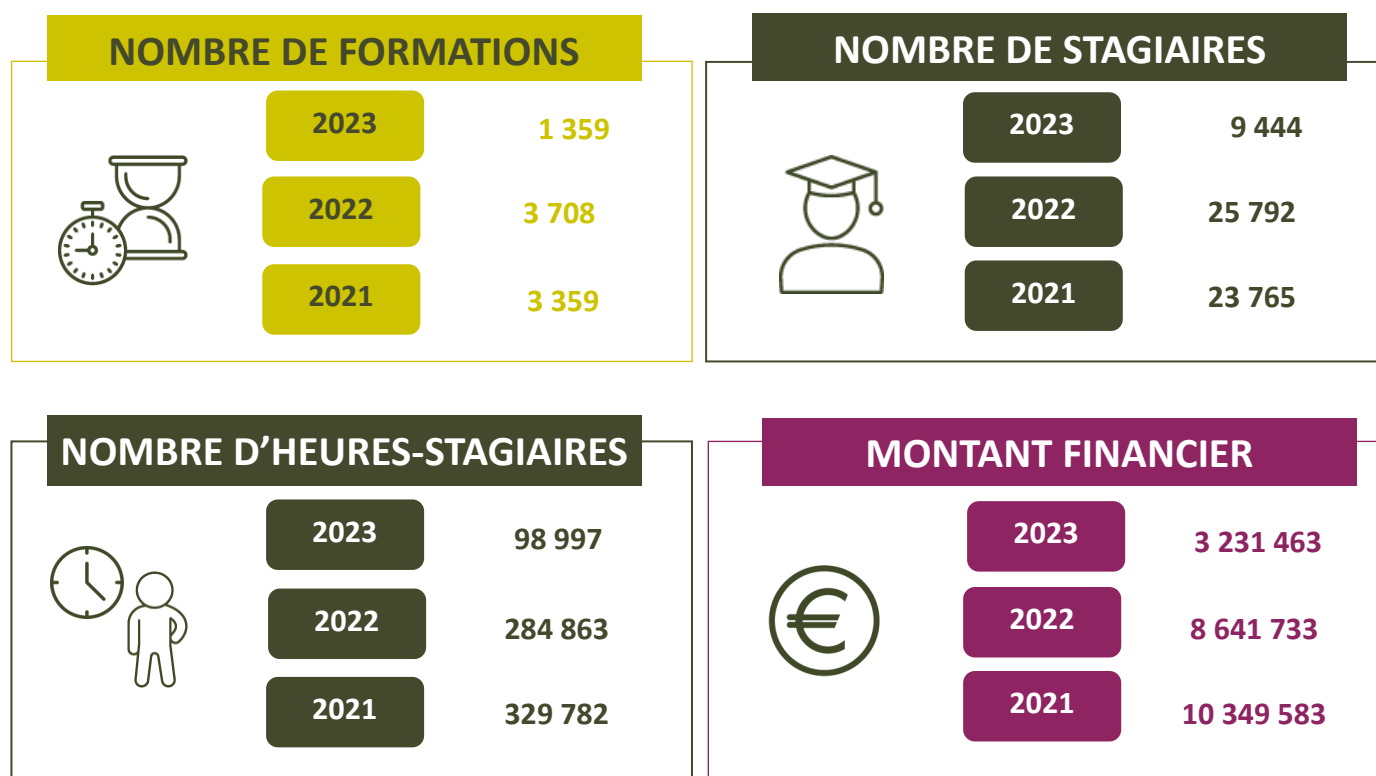 NOMBRE DE FORMATIONS
2023 1 359
2022 3 708
2021 3 359
NOMBRE DE STAGIAIRES
2023 9 444
2022 25 792
2021 23 765
NOMBRE D’HEURES-STAGIAIRES
2023 98 997
2022 284 863
2021 329 782
MONTANT FINANCIER
2023 3 231 463
2022 8 641 733
2021 10 349 583